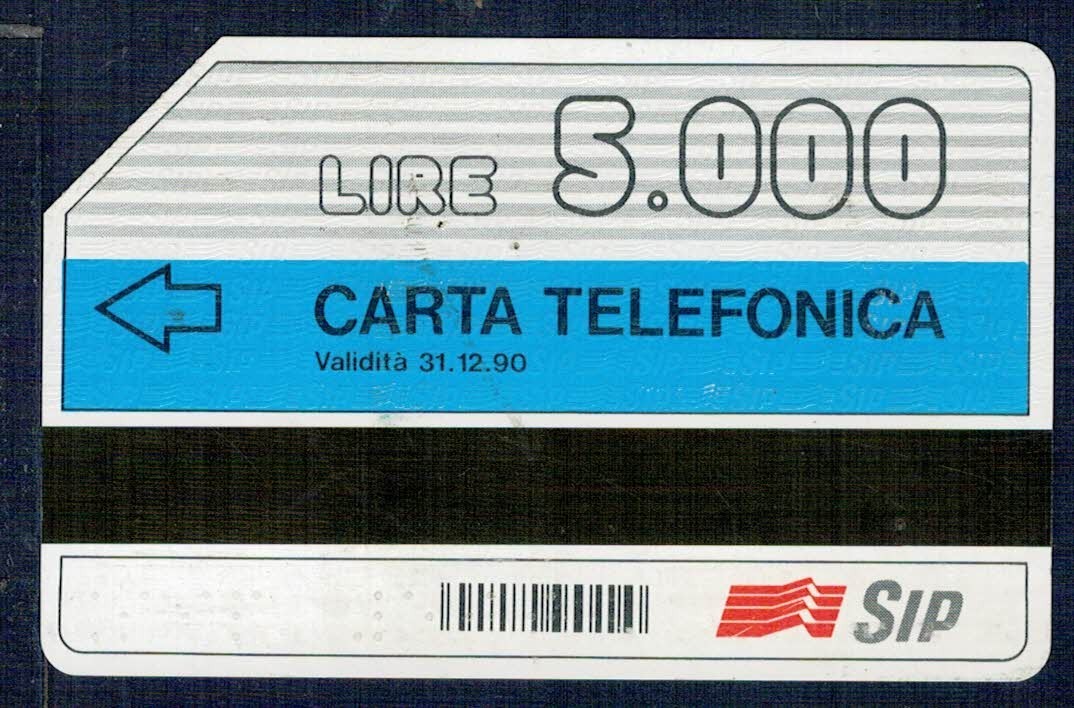 LIRE 5.000
CARTA TELEFONICA
Validità 31.12.90
SIP